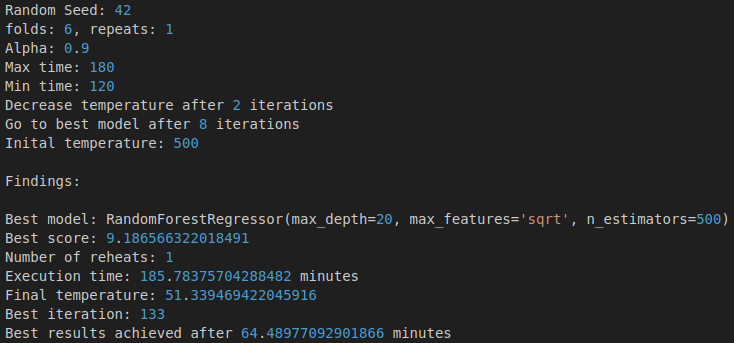 Random Seed: 42
folds: 6, repeats: 1
Alpha: 0.9
Max time: 180
Min time: 120
Decrease temperature after 2 iterations
Go to best model after 8 iterations
Inital temperature: 500
Findings:
Best model: RandomForestRegressor(max_depth=20, max_features='sqrt', n_estimators=500)
Best score: 9.186566322018491
Number of reheats: 1
Execution time: 185.78375704288482 minutes
Final temperature: 51.339469422045916
Best iteration: 133
Best results achieved after 64.48977092901866 minutes